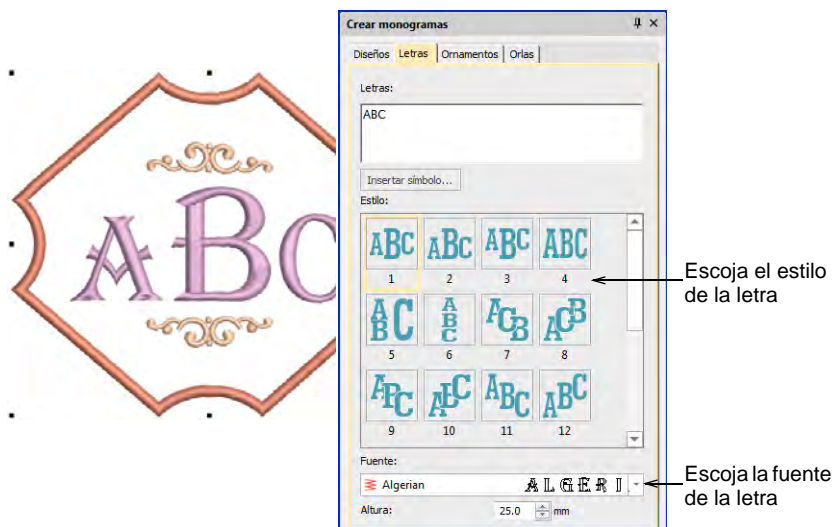 Crear monogramas
Diseños Letras Ornamentos Orlas
Letras:
ABC
Insertar símbolo...
Estilo:
ABC ABC ABC ABC
1 2 3 4
ABC ABC ACB ACB
5 6 7 8
ABC ABC ABC ABC
9 10 11 12
Fuente:
Algerian ALGERI
Altura: 25.0 mm
ABC
Escoja el estilo
de la letra
Escoja la fuente
de la letra